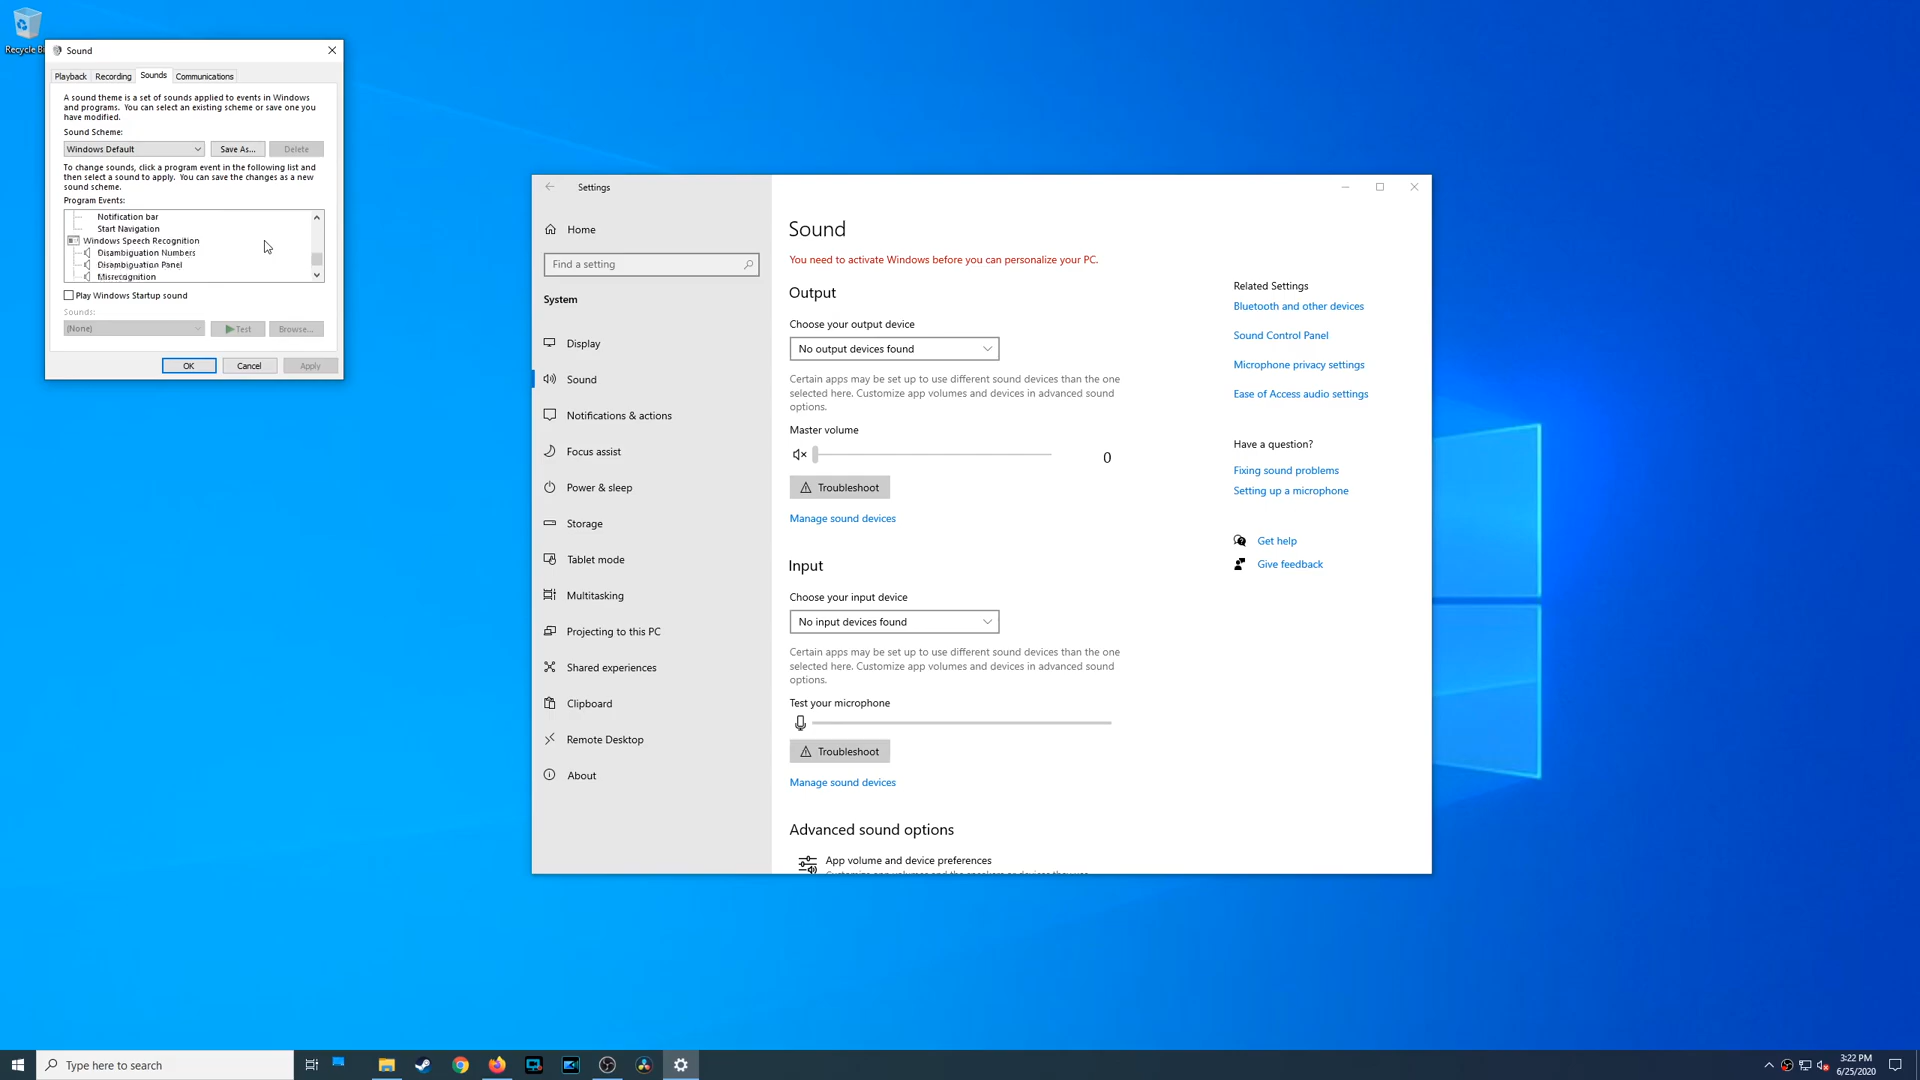 Recycle Bi
Sound
Playback
Recording
Sounds
Communications
A sound theme is a set of sounds applied to events in Windows
and programs. You can select an existing scheme or save one you
have modified.
Sound Scheme:
Windows Default
Save As...
Delete
To change sounds, click a program event in the following list and
then select a sound to apply. You can save the changes as a new
sound scheme.
Program Events:
Notification bar
Start Navigation
Windows Speech Recognition
Disambiguation Numbers
Disambiguation Panel
Misrecognition
Play Windows Startup sound
Sounds:
(None)
Test
Browse...
OK
Cancel
Apply
Settings
Home
Find a setting
System
Display
Sound
Notifications & actions
Focus assist
Power & sleep
Storage
Tablet mode
Multitasking
Projecting to this PC
Shared experiences
Clipboard
Remote Desktop
About
Sound
You need to activate Windows before you can personalize your PC.
Output
Choose your output device
No output devices found
Certain apps may be set up to use different sound devices than the one
selected here. Customize app volumes and devices in advanced sound
options.
Master volume
0
Troubleshoot
Manage sound devices
Input
Choose your input device
No input devices found
Certain apps may be set up to use different sound devices than the one
selected here. Customize app volumes and devices in advanced sound
options.
Test your microphone
Troubleshoot
Manage sound devices
Advanced sound options
App volume and device preferences
Customize app volumes and the speakers or devices they use
Related Settings
Bluetooth and other devices
Sound Control Panel
Microphone privacy settings
Ease of Access audio settings
Have a question?
Fixing sound problems
Setting up a microphone
Get help
Give feedback
Type here to search
3:22 PM
6/25/2020